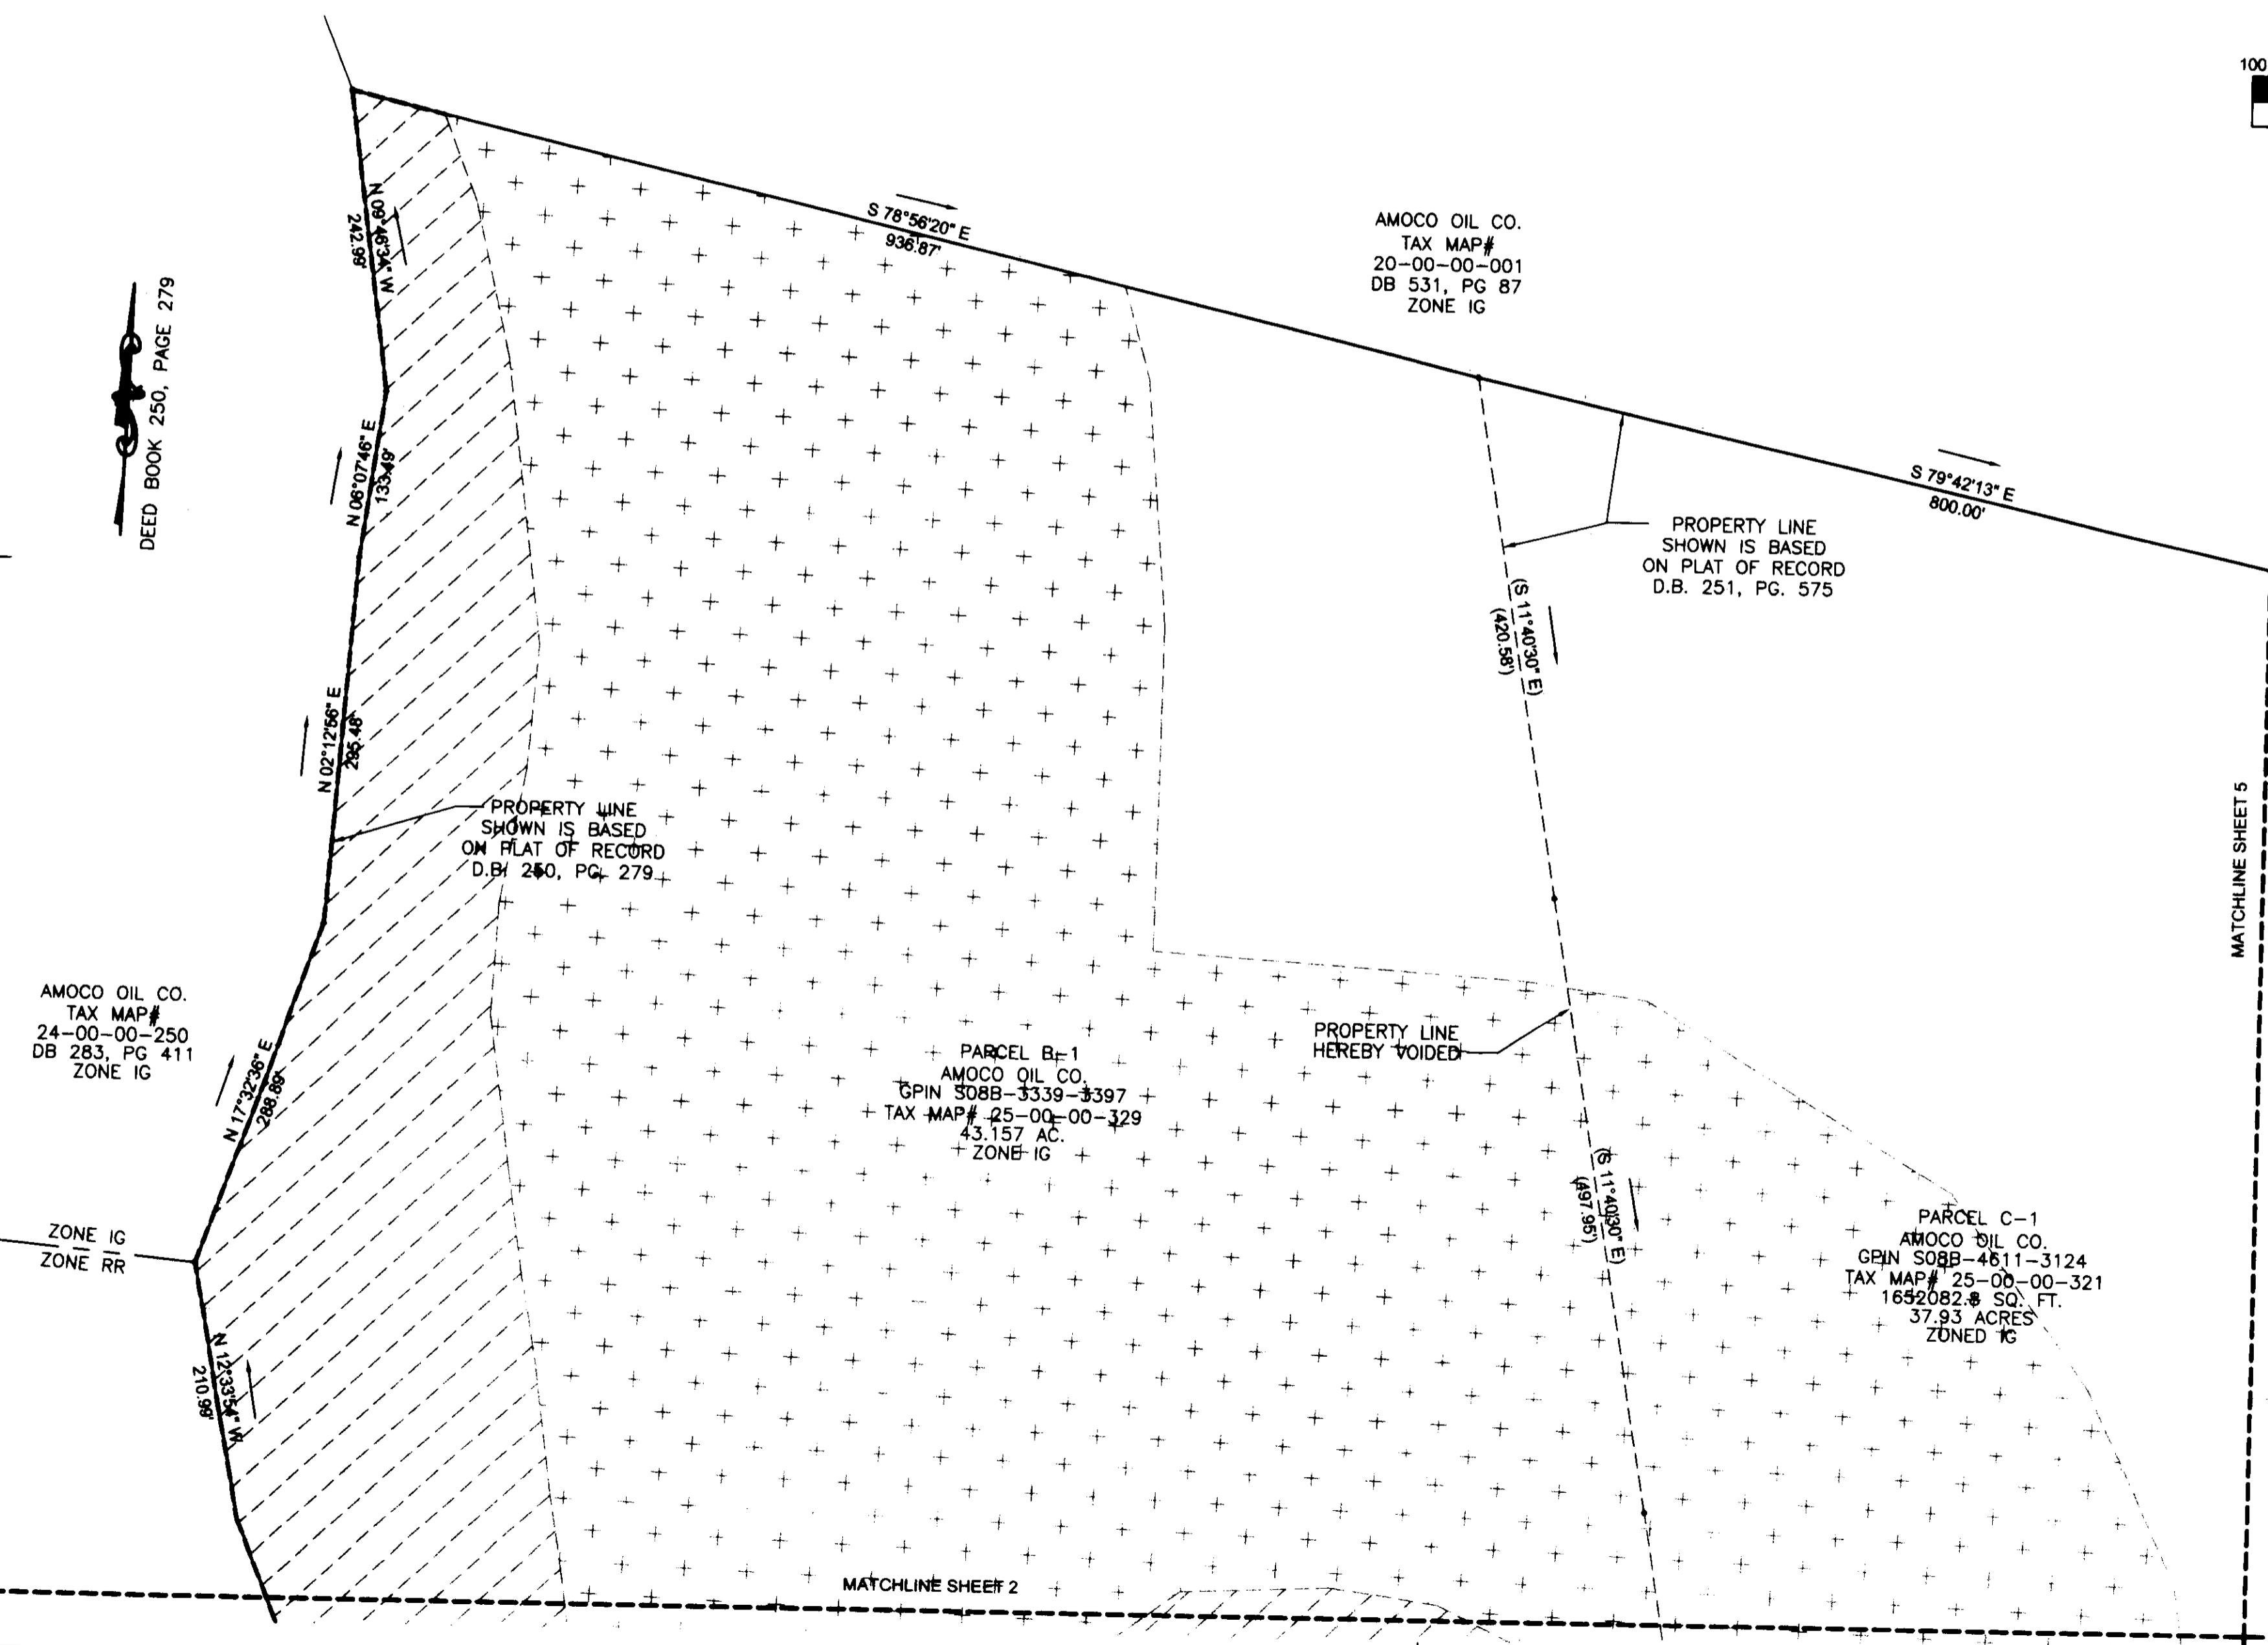 100
S 78°56'20" E
936.87'
AMOCO OIL CO.
TAX MAP#
20-00-00-001
DB 531, PG 87
ZONE IG
N 09°46'34" W
242.99'
DEED BOOK 250, PAGE 279
N 06°07'46" E
133.49'
S 79°42'13" E
800.00'
PROPERTY LINE
SHOWN IS BASED
ON PLAT OF RECORD
D.B. 251, PG. 575
(S 11°40'30" E)
(420.58')
N 02°12'56" E
295.48'
PROPERTY LINE
SHOWN IS BASED
ON PLAT OF RECORD
D.B. 250, PG. 279
MATCHLINE SHEET 5
AMOCO OIL CO.
TAX MAP#
24-00-00-250
DB 283, PG 411
ZONE IG
N 17°32'36" E
288.89'
PARCEL B-1
AMOCO OIL CO.
GPIN S08B-3339-3397
TAX MAP# 25-00-00-329
43.157 AC.
ZONE IG
PROPERTY LINE
HEREBY VOIDED
(S 11°40'30" E)
(497.95')
ZONE IG
ZONE RR
PARCEL C-1
AMOCO OIL CO.
GPIN S08B-4611-3124
TAX MAP# 25-00-00-321
1652082.8 SQ. FT.
37.93 ACRES
ZONED IG
N 12°33'54" W
210.99'
MATCHLINE SHEET 2